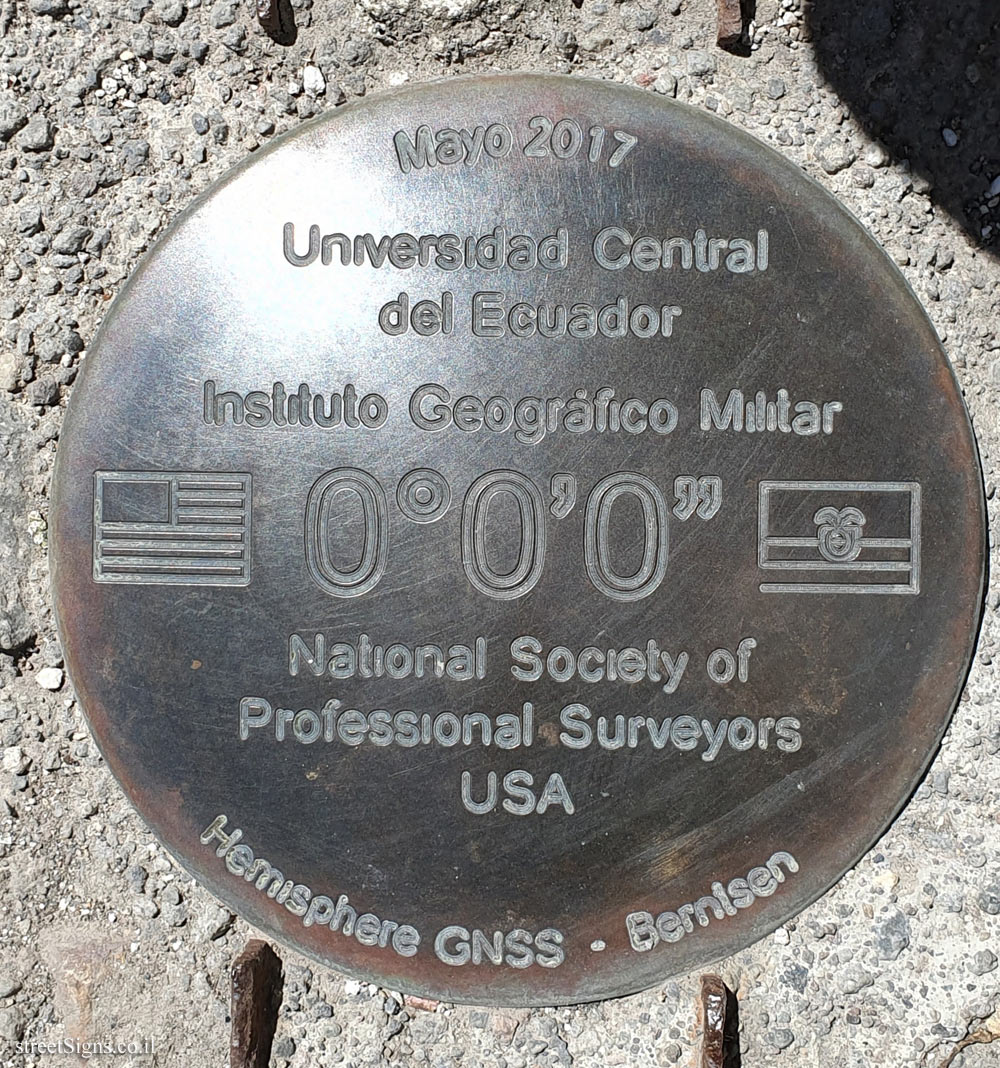 Mayo 2017
Universidad Central
del Ecuador
Instituto Geográfico Militar
0°0’0”
National Society of
Professional Surveyors
USA
Hemisphere GNSS · Berntsen
streetSigns.co.il